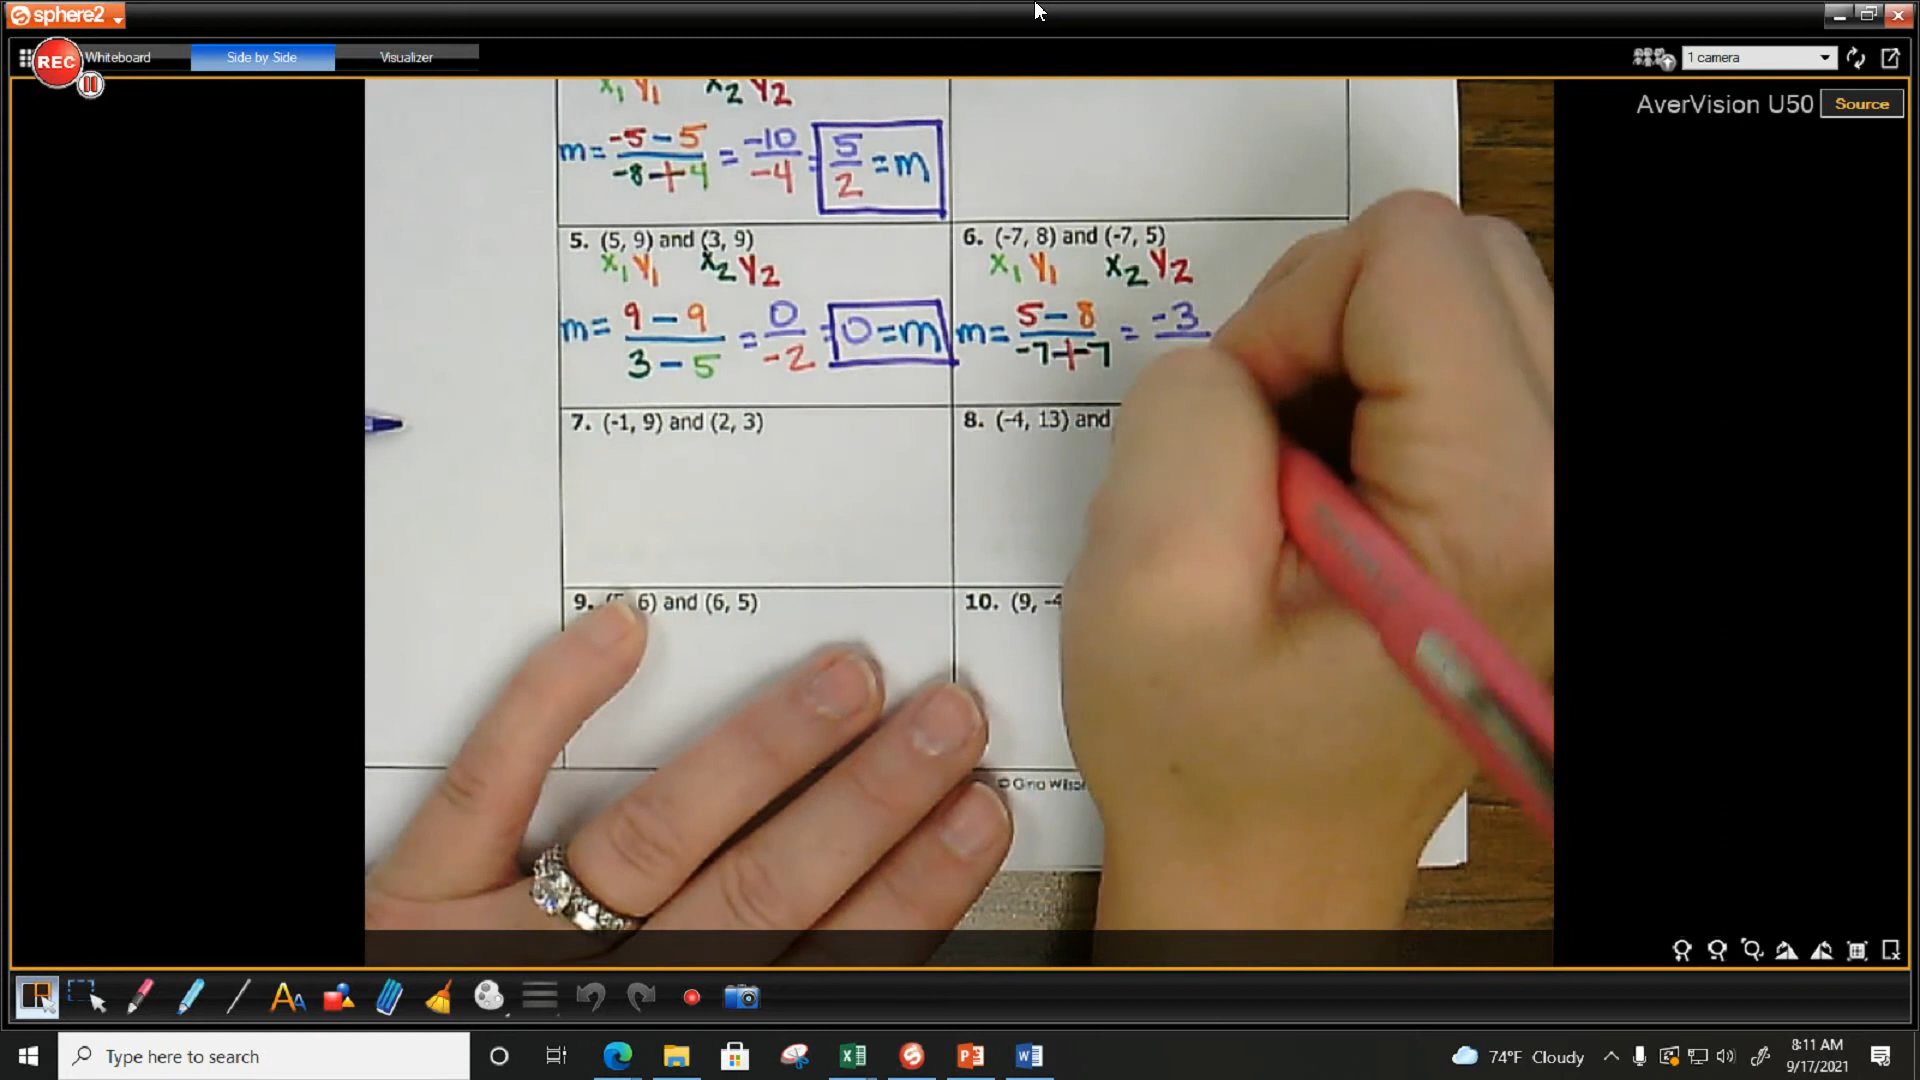 sphere2
REC Whiteboard Side by Side Visualizer 1 camera
AverVision U50 Source
x1 y1 x2 y2
m = -5 - 5 / -8 + 4 = -10 / -4 = 5 / 2 = m
5. (5, 9) and (3, 9)
x1 y1 x2 y2
m = 9 - 9 / 3 - 5 = 0 / -2 = 0 = m
6. (-7, 8) and (-7, 5)
x1 y1 x2 y2
m = 5 - 8 / -7 + -7 = -3
7. (-1, 9) and (2, 3)
8. (-4, 13) and
9. 6) and (6, 5)
10. (9, -4
© Gina Wilson
Type here to search
74°F Cloudy
8:11 AM
9/17/2021